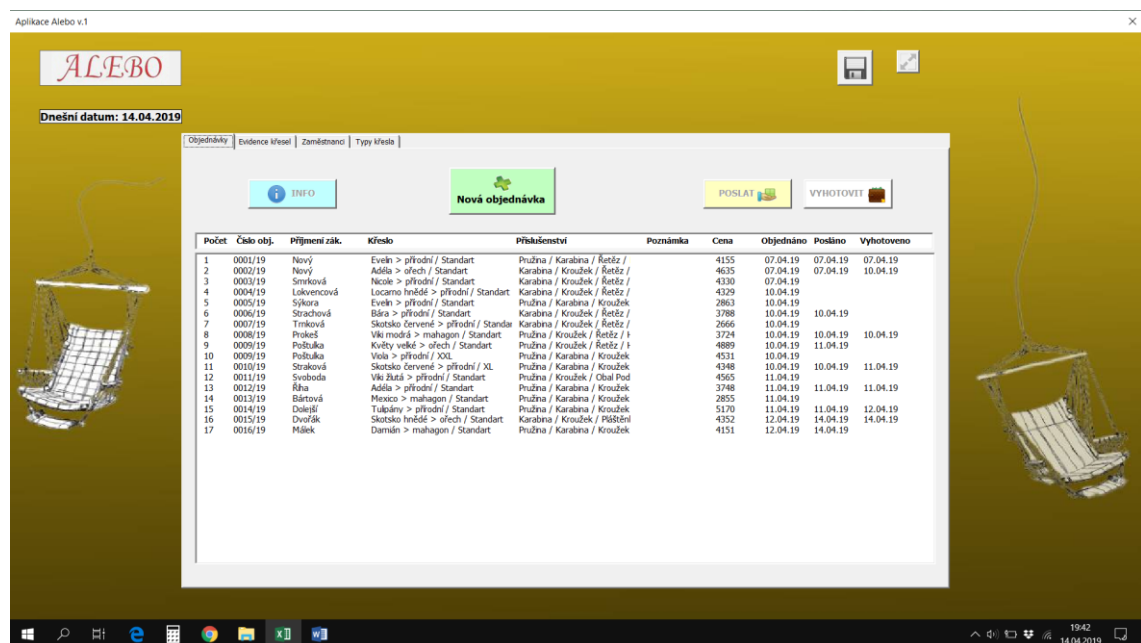 Aplikace Alebo v.1
ALEBO
Dnešní datum: 14.04.2019
Objednávky Evidence křesel Zaměstnanci Typy křesla
INFO Nová objednávka POSLAT VYHOTOVIT
Počet Číslo obj. Příjmení zák. Křeslo Příslušenství Poznámka Cena Objednáno Posláno Vyhotoveno
1 0001/19 Nový Evelin > přírodní / Standart Pružina / Karabina / Řetěz / 4155 07.04.19 07.04.19 07.04.19
2 0002/19 Nový Adéla > ořech / Standart Karabina / Kroužek / Řetěz / 4635 07.04.19 07.04.19 10.04.19
3 0003/19 Smrková Nicole > přírodní / Standart Karabina / Kroužek / Řetěz / 4330 07.04.19
4 0004/19 Lokvencová Locarno hnědé > přírodní / Standart Karabina / Kroužek / Řetěz / 4329 10.04.19
5 0005/19 Sýkora Evelin > přírodní / Standart Pružina / Karabina / Kroužek 2863 10.04.19
6 0006/19 Strachová Bára > přírodní / Standart Karabina / Kroužek / Řetěz / 3788 10.04.19 10.04.19
7 0007/19 Trnková Skotsko červené > přírodní / Standar Karabina / Kroužek / Řetěz / 2666 10.04.19
8 0008/19 Prokeš Viki modrá > mahagon / Standart Pružina / Kroužek / Řetěz / 3724 10.04.19 10.04.19 10.04.19
9 0009/19 Poštulka Květy velké > ořech / Standart Pružina / Kroužek / Řetěz / 4889 10.04.19 11.04.19
10 0009/19 Poštulka Viola > přírodní / XXL Pružina / Karabina / Kroužek 4531 10.04.19
11 0010/19 Straková Skotsko červené > přírodní / XL Pružina / Karabina / Kroužek 4348 10.04.19 10.04.19 11.04.19
12 0011/19 Svoboda Viki žlutá > přírodní / Standart Pružina / Kroužek / Obal Pod 4565 11.04.19
13 0012/19 Říha Adéla > přírodní / Standart Pružina / Karabina / Kroužek 3748 11.04.19 11.04.19 11.04.19
14 0013/19 Bártová Mexico > mahagon / Standart Pružina / Karabina / Kroužek 2855 11.04.19
15 0014/19 Dolejší Tulipány > přírodní / Standart Pružina / Karabina / Kroužek 5170 11.04.19 11.04.19 12.04.19
16 0015/19 Dvořák Skotsko hnědé > ořech / Standart Karabina / Kroužek / Pláštěnk 4352 12.04.19 14.04.19 14.04.19
17 0016/19 Málek Damián > mahagon / Standart Pružina / Karabina / Kroužek 4151 12.04.19 14.04.19
19:42
14.04.2019